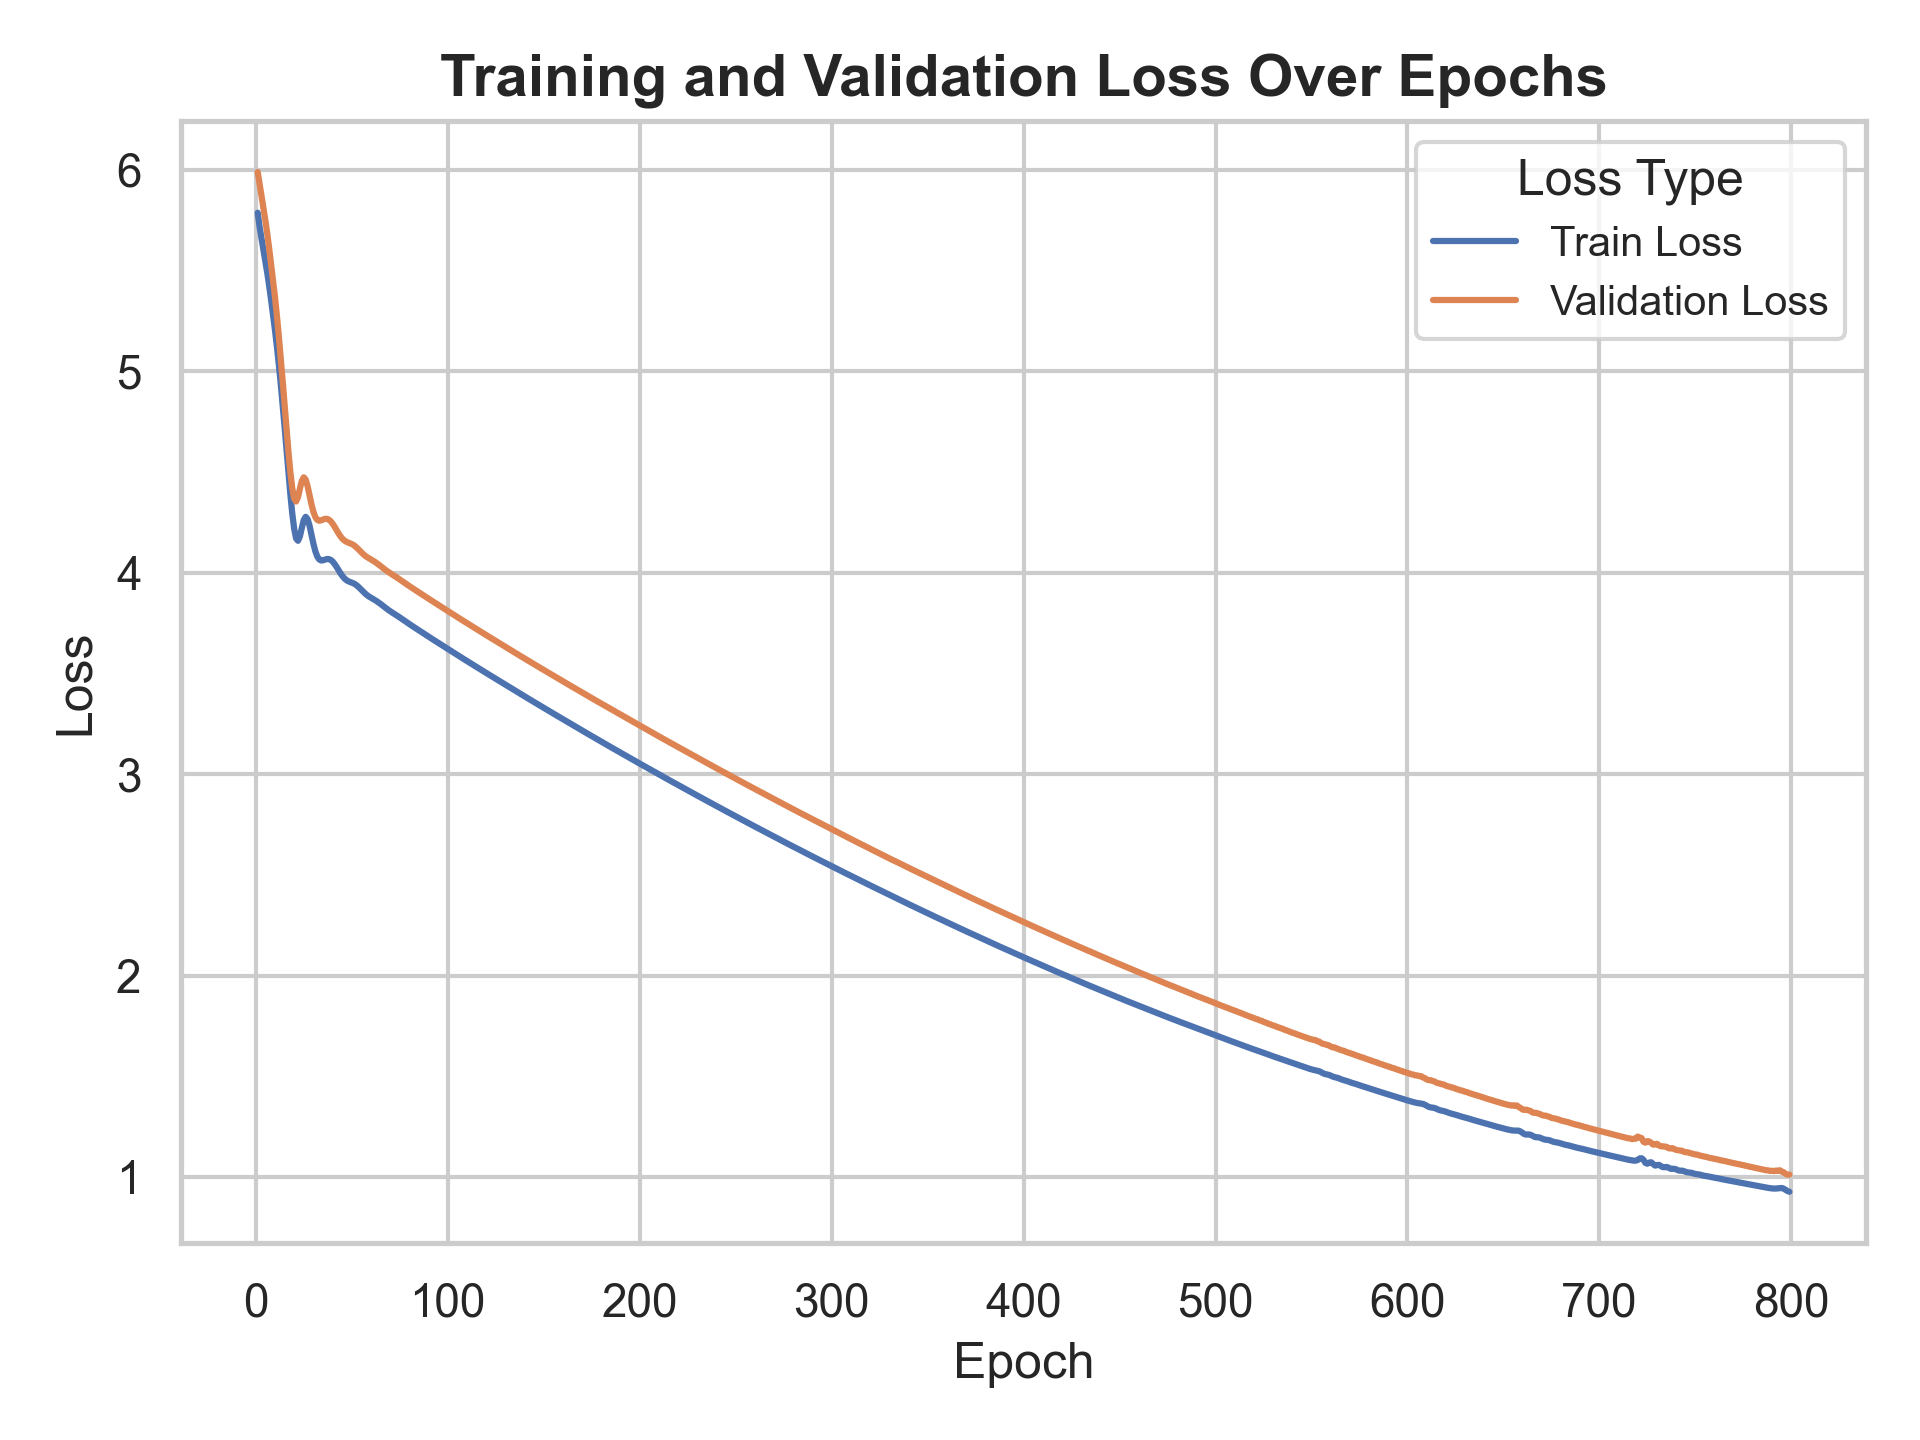 Training and Validation Loss Over Epochs
Loss Type
Train Loss
Validation Loss
6
5
4
3
2
1
Loss
0 100 200 300 400 500 600 700 800
Epoch